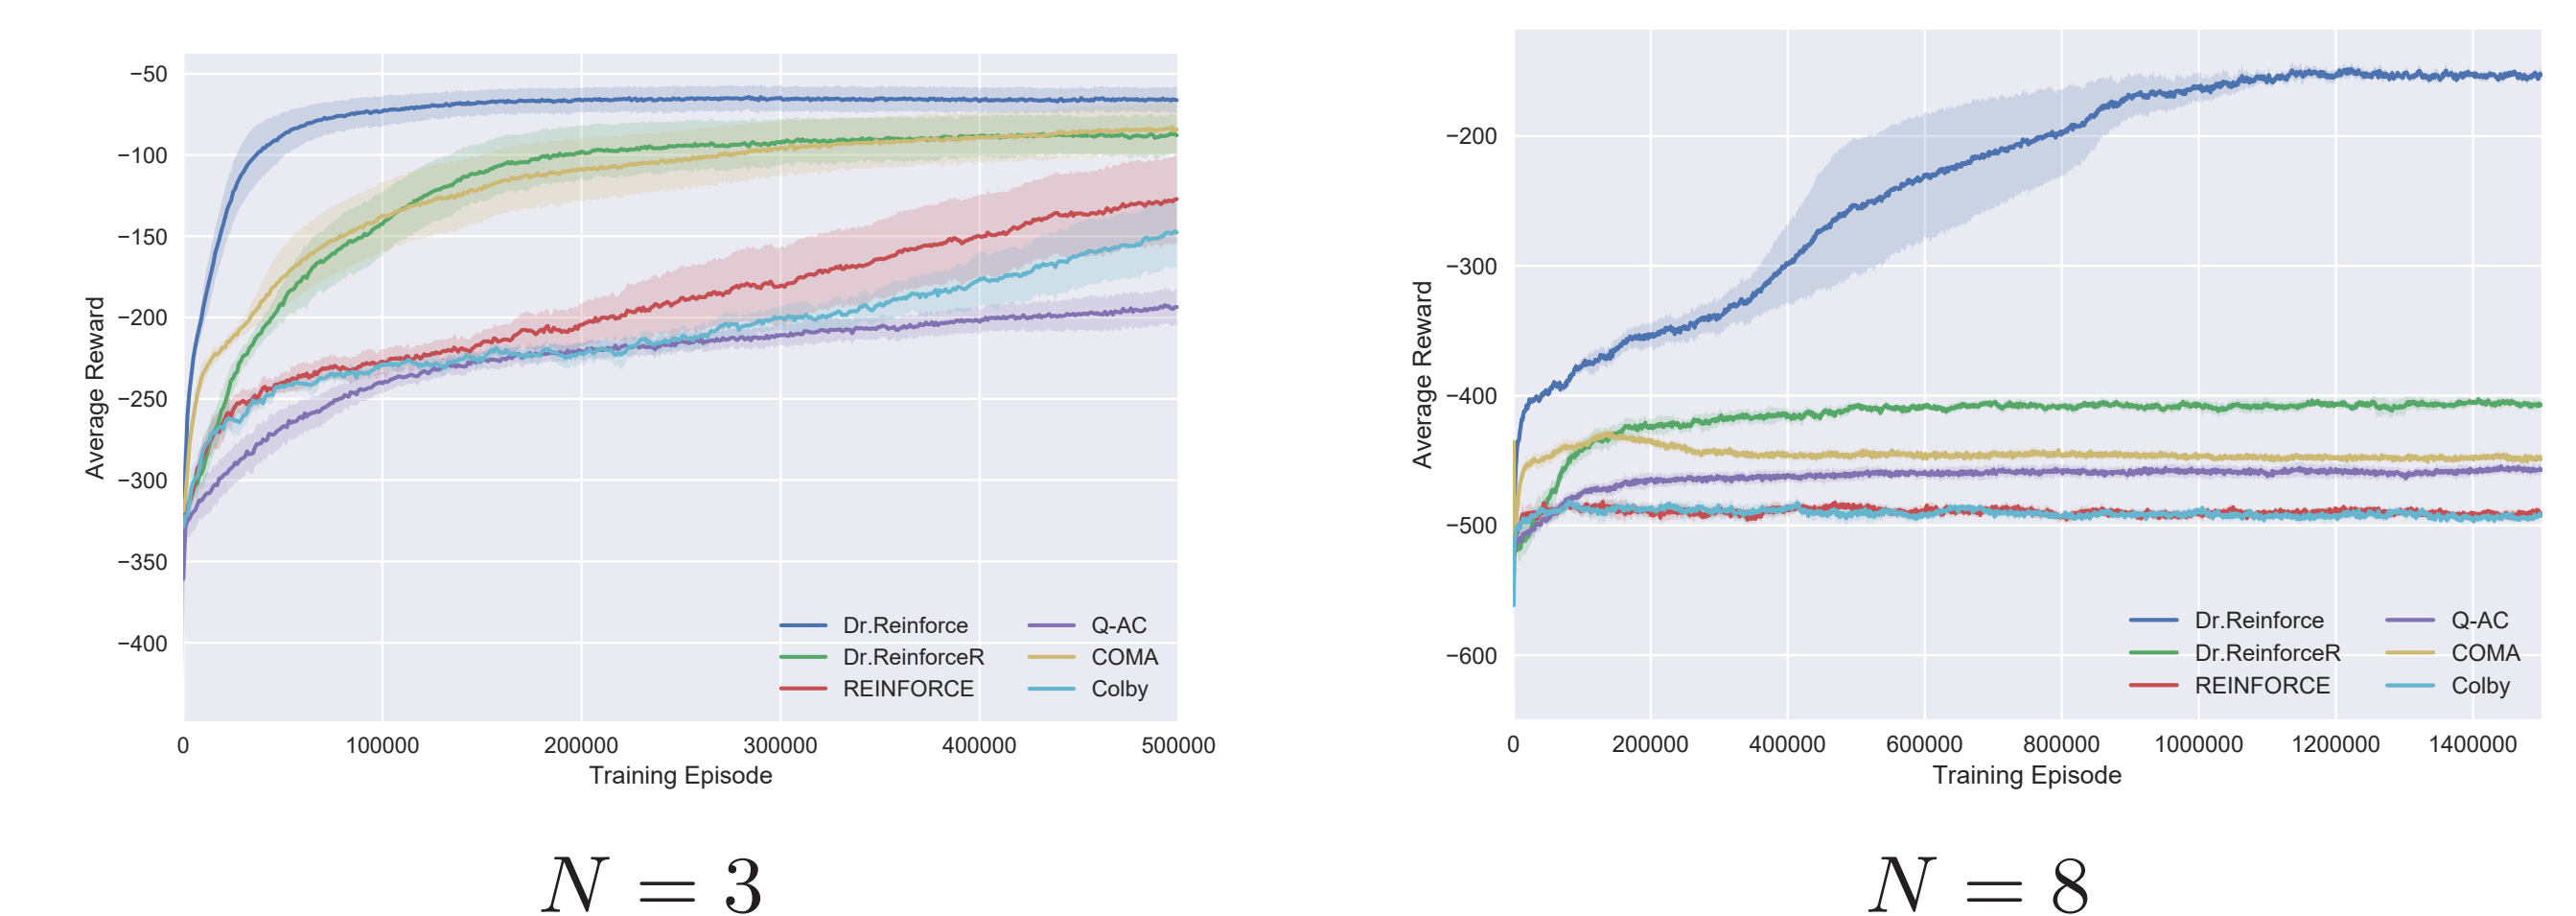 −50
−100
−150
−200
−250
−300
−350
−400
Average Reward
0 100000 200000 300000 400000 500000
Training Episode
Dr.Reinforce Q-AC
Dr.ReinforceR COMA
REINFORCE Colby
N = 3
−200
−300
−400
−500
−600
Average Reward
0 200000 400000 600000 800000 1000000 1200000 1400000
Training Episode
Dr.Reinforce Q-AC
Dr.ReinforceR COMA
REINFORCE Colby
N = 8